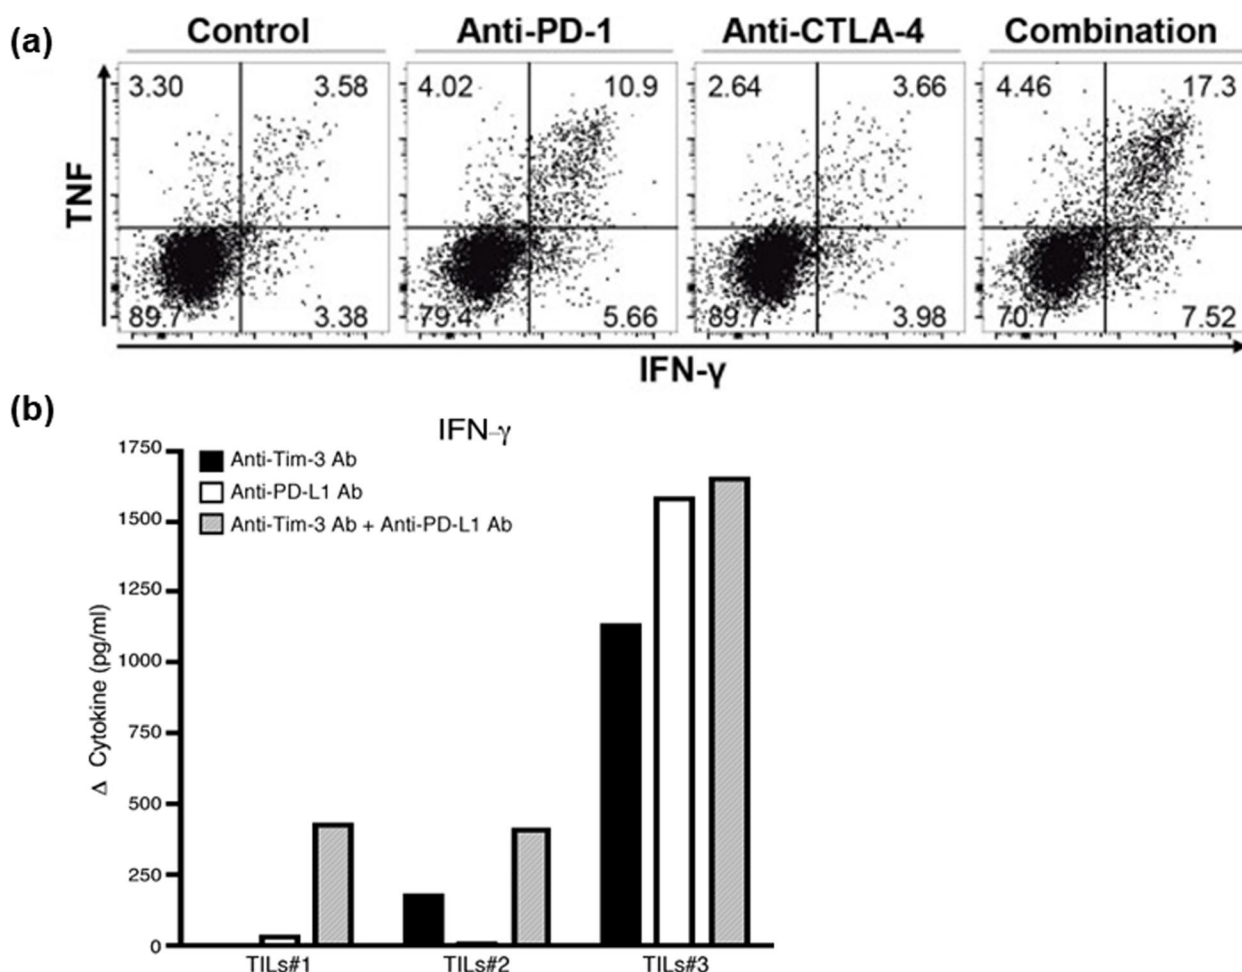 (a)
Control Anti-PD-1 Anti-CTLA-4 Combination
3.30 3.58 4.02 10.9 2.64 3.66 4.46 17.3
TNF
89.7 3.38 79.4 5.66 89.7 3.98 70.7 7.52
IFN-γ
(b)
IFN-γ
1750
Anti-Tim-3 Ab
Anti-PD-L1 Ab
1500
Anti-Tim-3 Ab + Anti-PD-L1 Ab
1250
Δ Cytokine (pg/ml)
1000
750
500
250
0
TILs#1 TILs#2 TILs#3